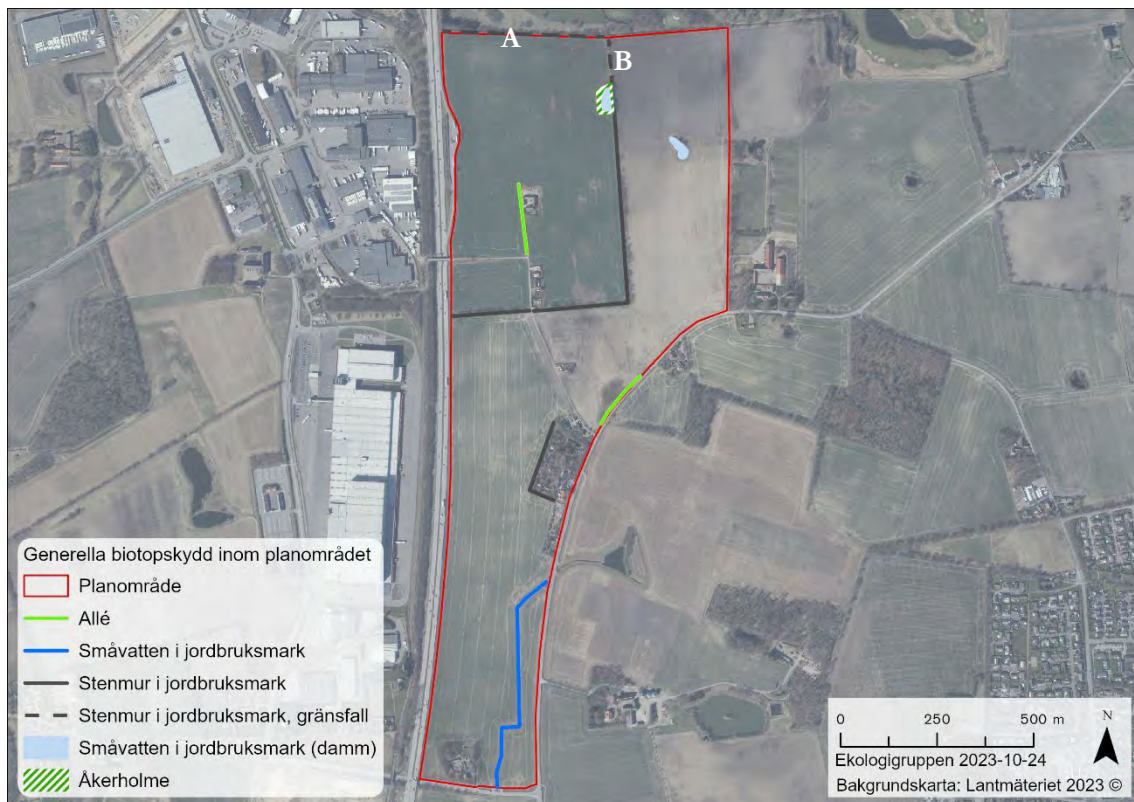 A
B
Generella biotopskydd inom planområdet
Planområde
Allé
Småvatten i jordbruksmark
Stenmur i jordbruksmark
Stenmur i jordbruksmark, gränsfall
Småvatten i jordbruksmark (damm)
Åkerholme
0 250 500 m N
Ekologigruppen 2023-10-24
Bakgrundskarta: Lantmäteriet 2023 ©